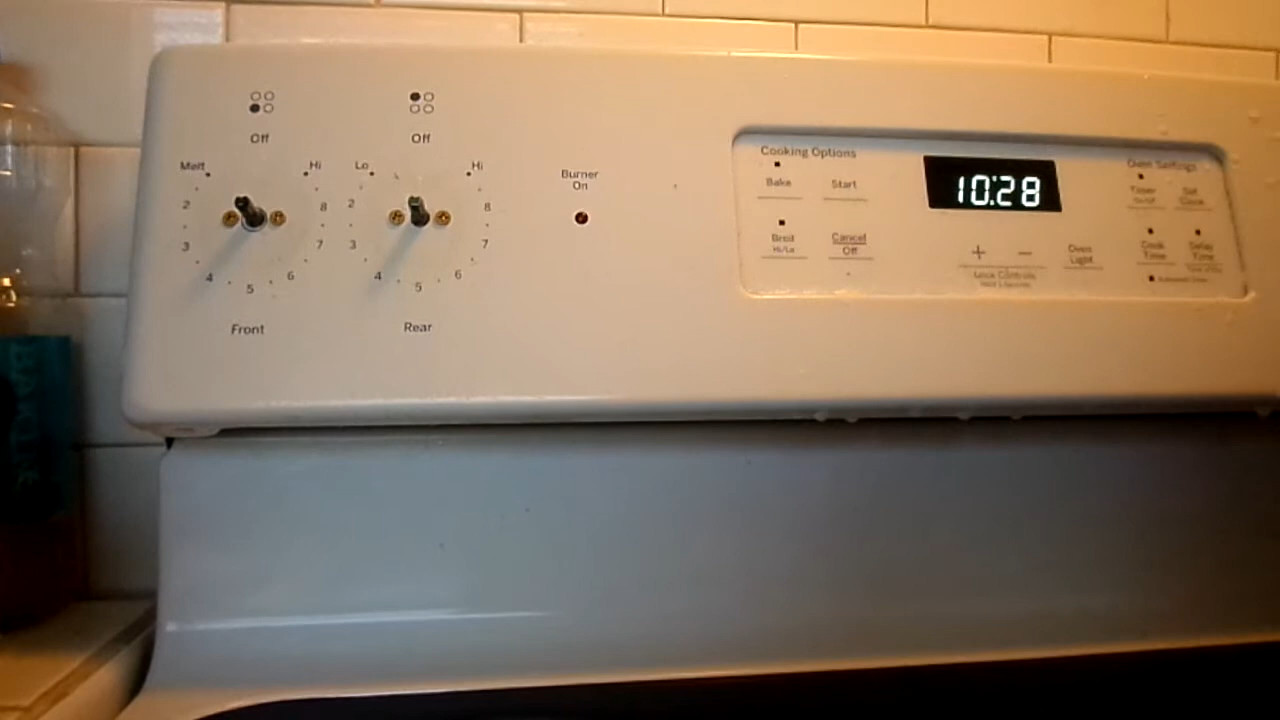 Off
Off
Melt
Hi
Lo
Hi
2
8
2
8
3
7
3
7
4
6
4
6
5
5
Front
Rear
Burner
On
Cooking Options
Bake
Start
Broil
Hi/Lo
Cancel
Off
10:28
+ -
Lock Controls
Oven
Light
Oven Settings
Timer
On/Off
Set
Clock
Cook
Time
Delay
Time